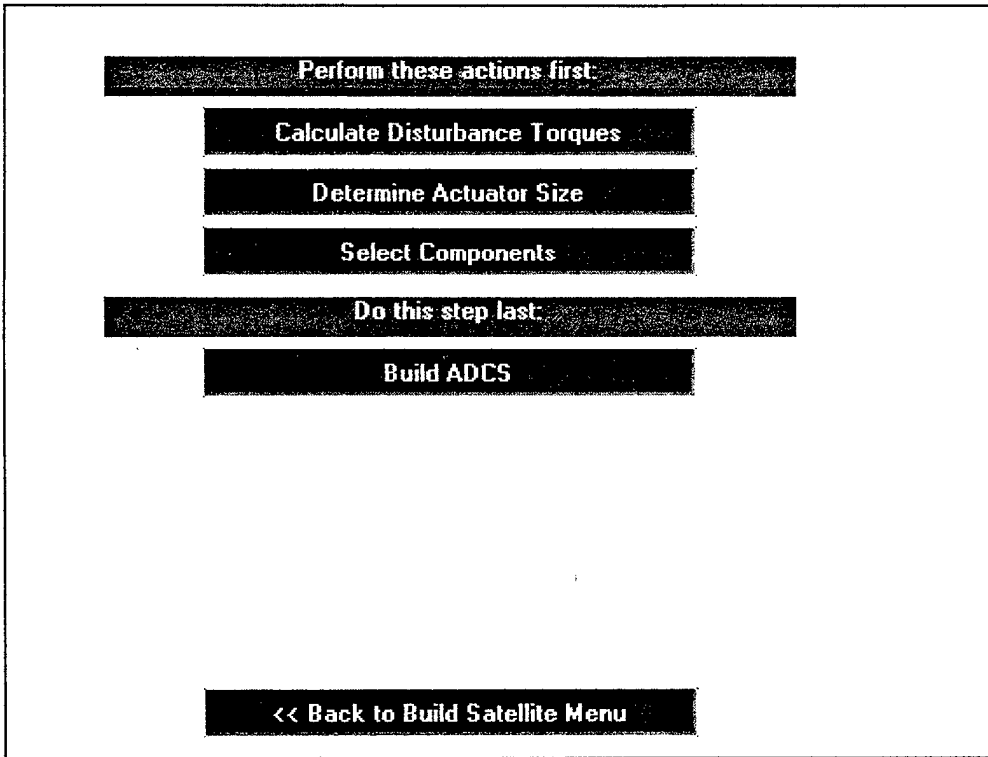 Perform these actions first:
Calculate Disturbance Torques
Determine Actuator Size
Select Components
Do this step last:
Build ADCS
<< Back to Build Satellite Menu